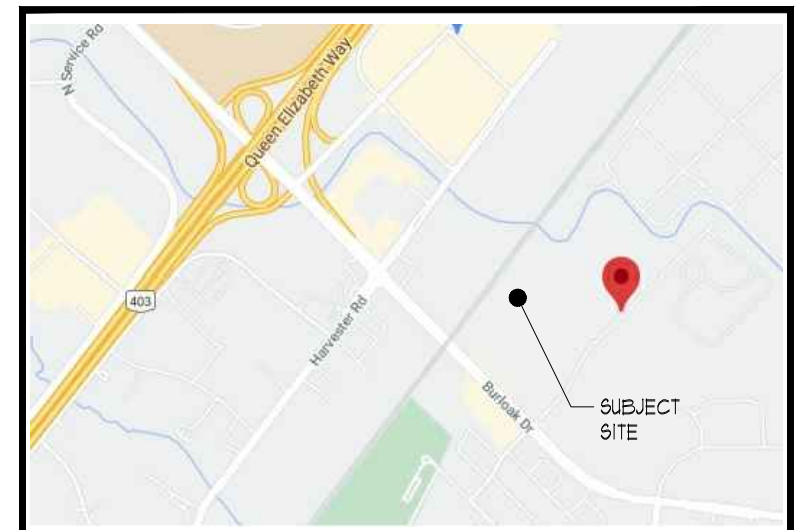 N Service Rd
Queen Elizabeth Way
403
Harvester Rd
Burloak Dr
SUBJECT
SITE